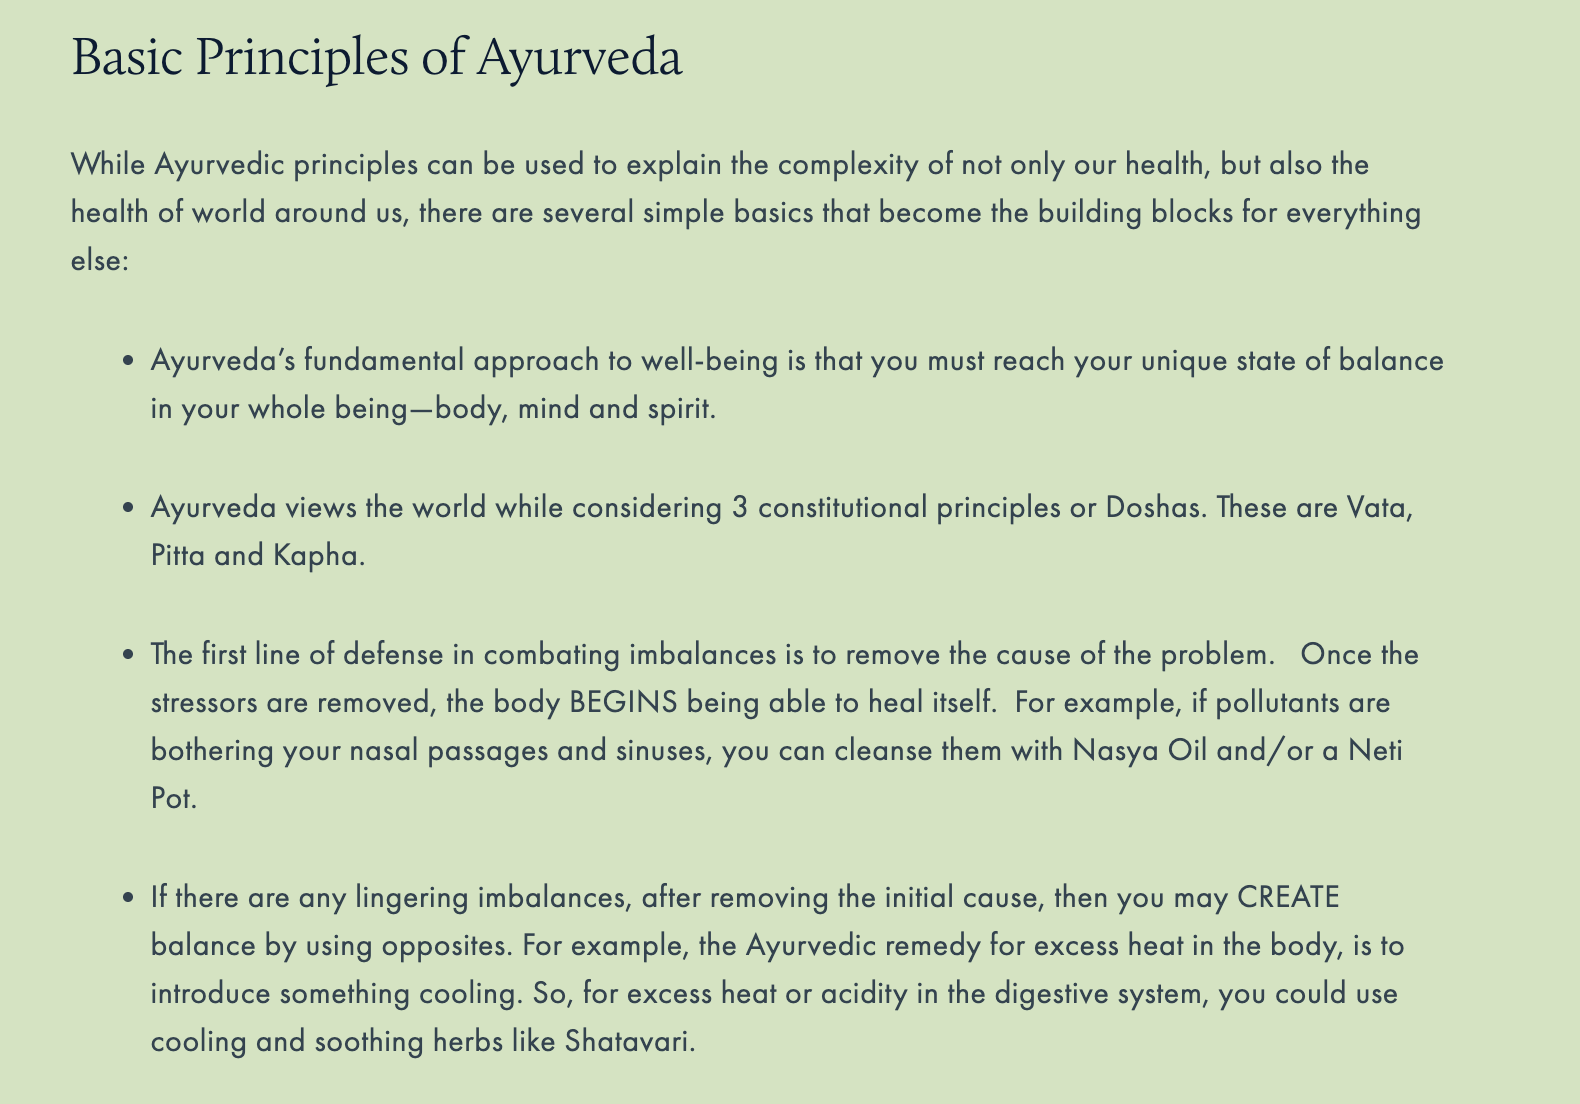 Basic Principles of Ayurveda
While Ayurvedic principles can be used to explain the complexity of not only our health, but also the
health of world around us, there are several simple basics that become the building blocks for everything
else:
• Ayurveda’s fundamental approach to well-being is that you must reach your unique state of balance
in your whole being—body, mind and spirit.
• Ayurveda views the world while considering 3 constitutional principles or Doshas. These are Vata,
Pitta and Kapha.
• The first line of defense in combating imbalances is to remove the cause of the problem.   Once the
stressors are removed, the body BEGINS being able to heal itself.  For example, if pollutants are
bothering your nasal passages and sinuses, you can cleanse them with Nasya Oil and/or a Neti
Pot.
• If there are any lingering imbalances, after removing the initial cause, then you may CREATE
balance by using opposites. For example, the Ayurvedic remedy for excess heat in the body, is to
introduce something cooling. So, for excess heat or acidity in the digestive system, you could use
cooling and soothing herbs like Shatavari.